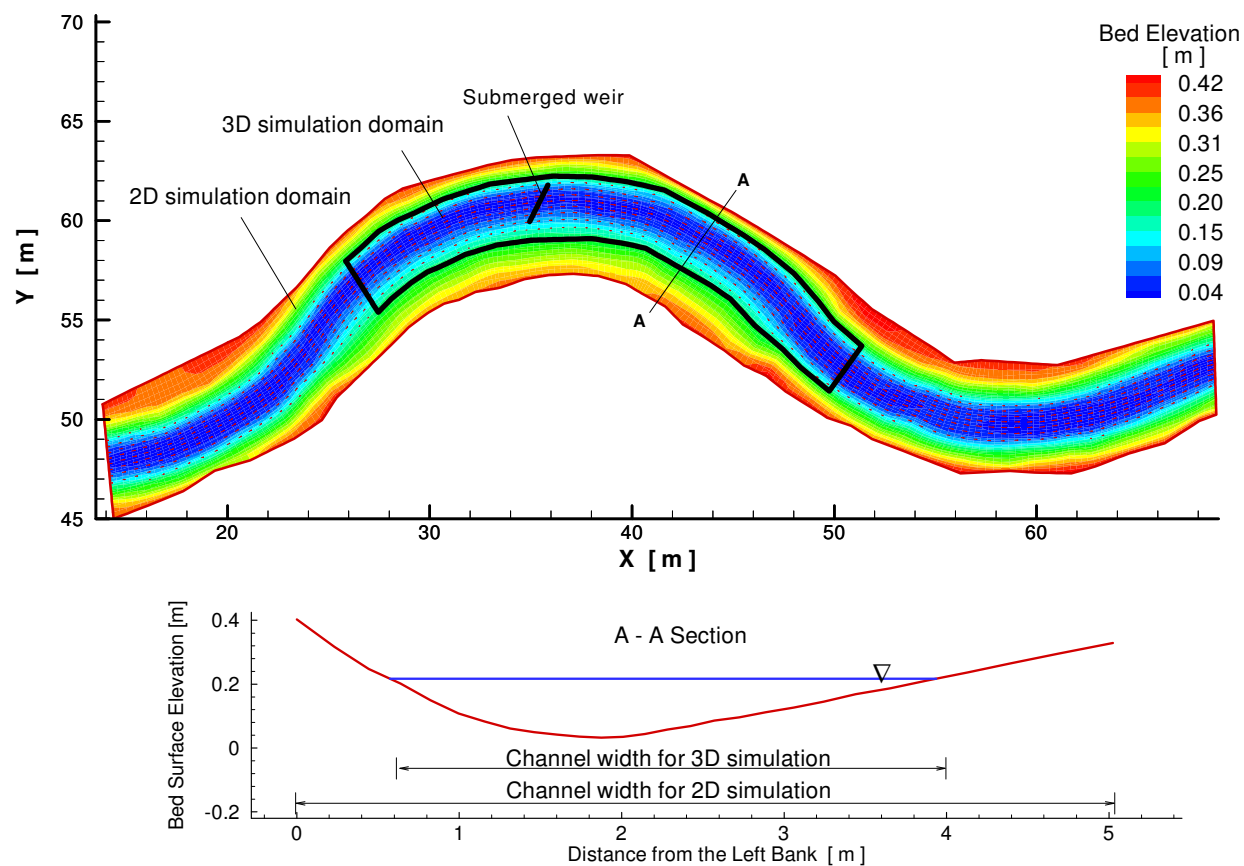 70
65
60
55
50
45
Y [ m ]
20
30
40
50
60
X [ m ]
2D simulation domain
3D simulation domain
Submerged weir
A
A
Bed Elevation
[ m ]
0.42
0.36
0.31
0.25
0.20
0.15
0.09
0.04
Bed Surface Elevation [m]
0.4
0.2
0
-0.2
A - A Section
Channel width for 3D simulation
Channel width for 2D simulation
0
1
2
3
4
5
Distance from the Left Bank [ m ]